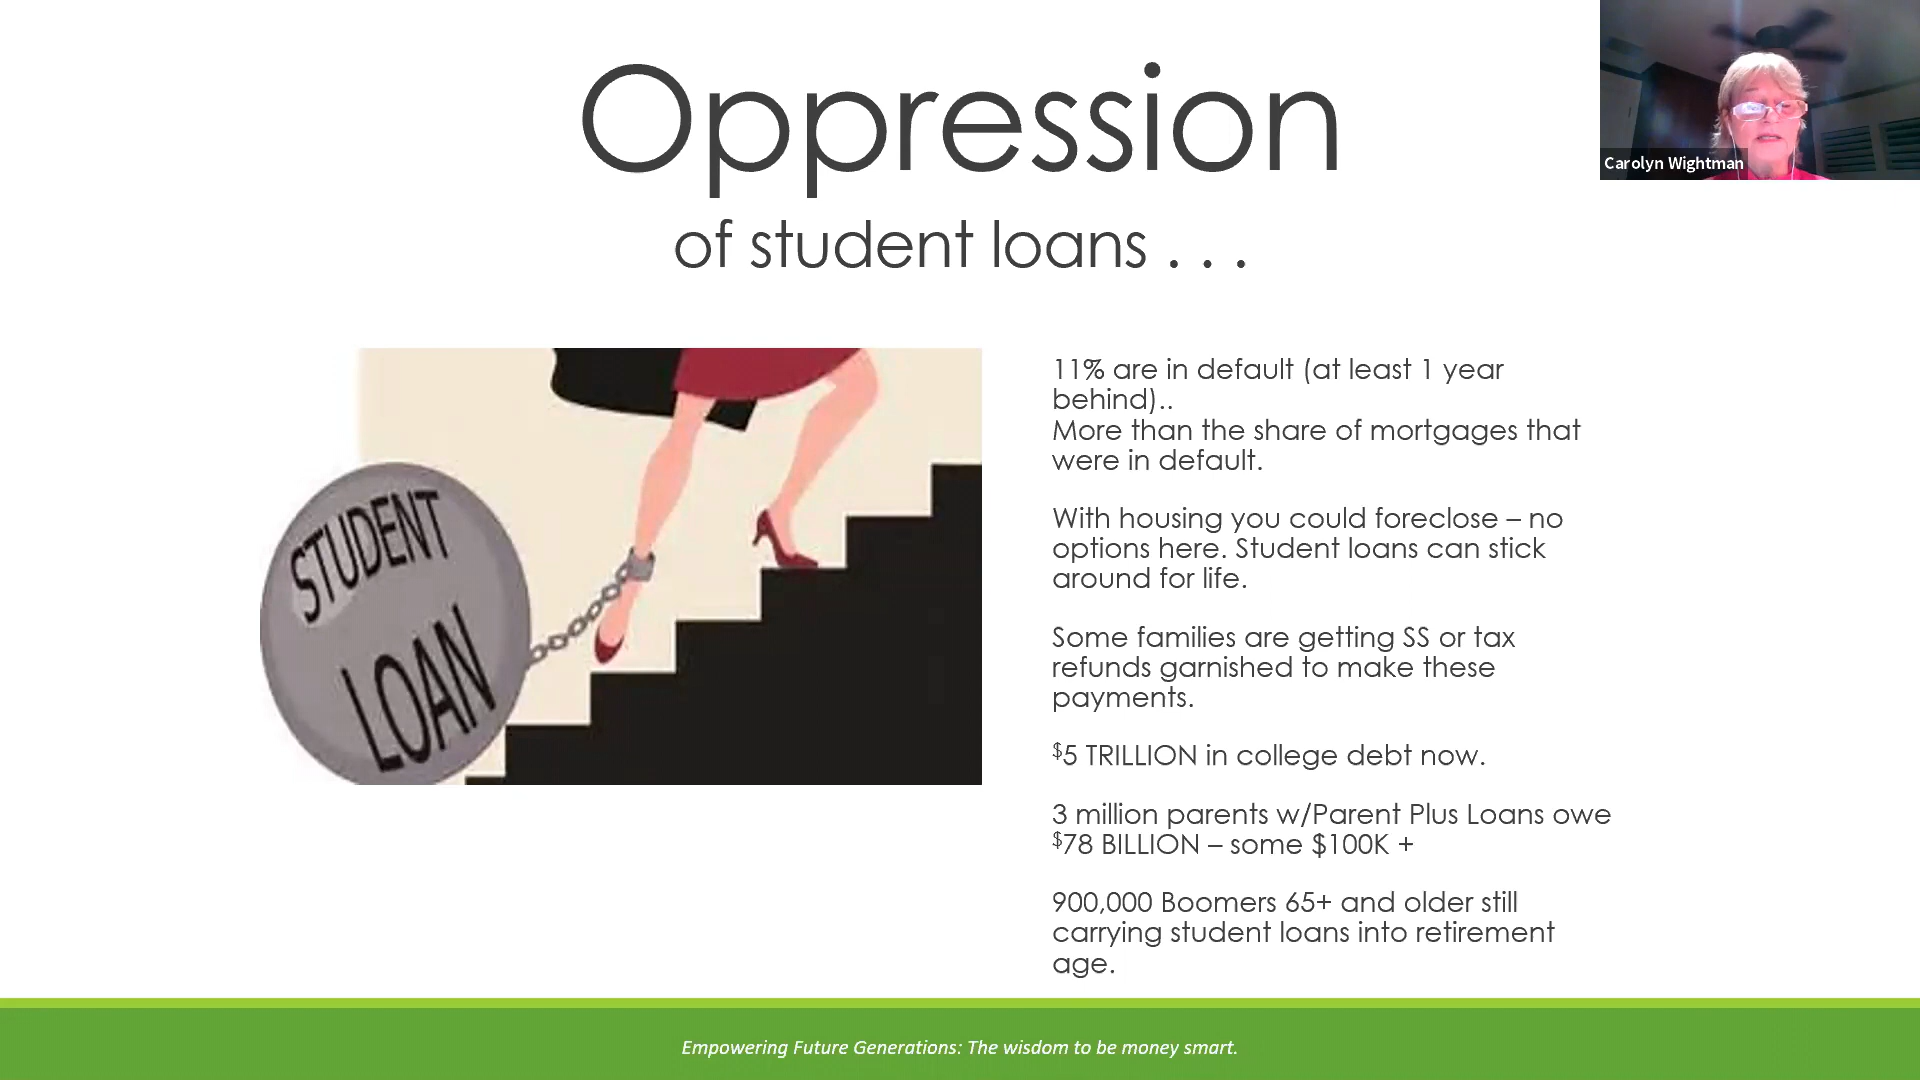 Oppression
of student loans . . .
Carolyn Wightman
STUDENT
LOAN
11% are in default (at least 1 year
behind)..
More than the share of mortgages that
were in default.
With housing you could foreclose – no
options here. Student loans can stick
around for life.
Some families are getting SS or tax
refunds garnished to make these
payments.
$5 TRILLION in college debt now.
3 million parents w/Parent Plus Loans owe
$78 BILLION – some $100K +
900,000 Boomers 65+ and older still
carrying student loans into retirement
age.
Empowering Future Generations: The wisdom to be money smart.